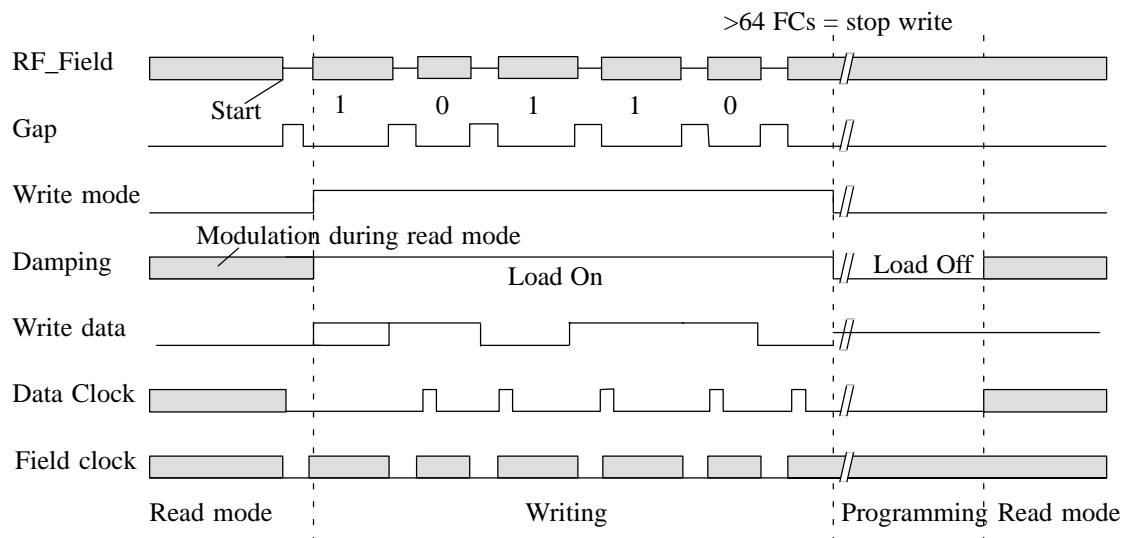 >64 FCs = stop write
RF_Field
Start
1 0 1 1 0
Gap
Write mode
Modulation during read mode
Damping
Load On
Load Off
Write data
Data Clock
Field clock
Read mode Writing Programming Read mode